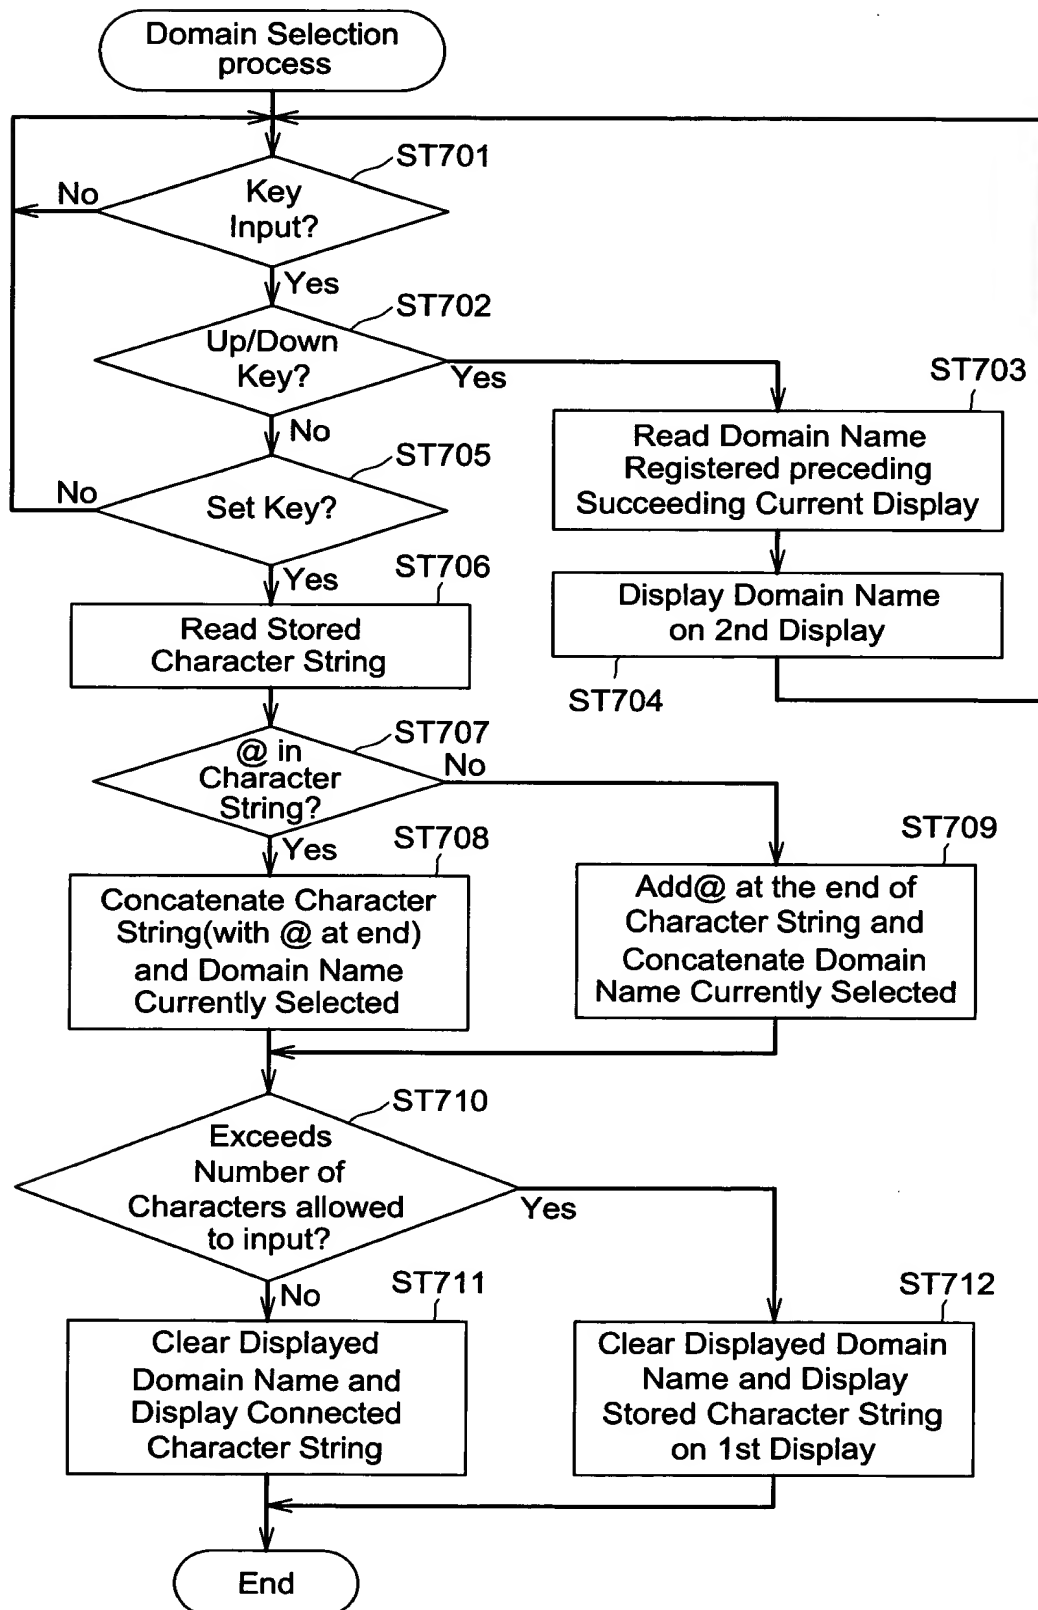 Domain Selection
process
ST701
No
Key
Input?
Yes
ST702
Up/Down
Key?
Yes
ST703
No
Read Domain Name
Registered preceding
Succeeding Current Display
ST705
No
Set Key?
Yes
ST706
Display Domain Name
on 2nd Display
ST704
Read Stored
Character String
ST707
@ in
Character
String?
No
Yes
ST708
ST709
Concatenate Character
String(with @ at end)
and Domain Name
Currently Selected
Add@ at the end of
Character String and
Concatenate Domain
Name Currently Selected
ST710
Exceeds
Number of
Characters allowed
to input?
Yes
No
ST711
ST712
Clear Displayed
Domain Name and
Display Connected
Character String
Clear Displayed Domain
Name and Display
Stored Character String
on 1st Display
End